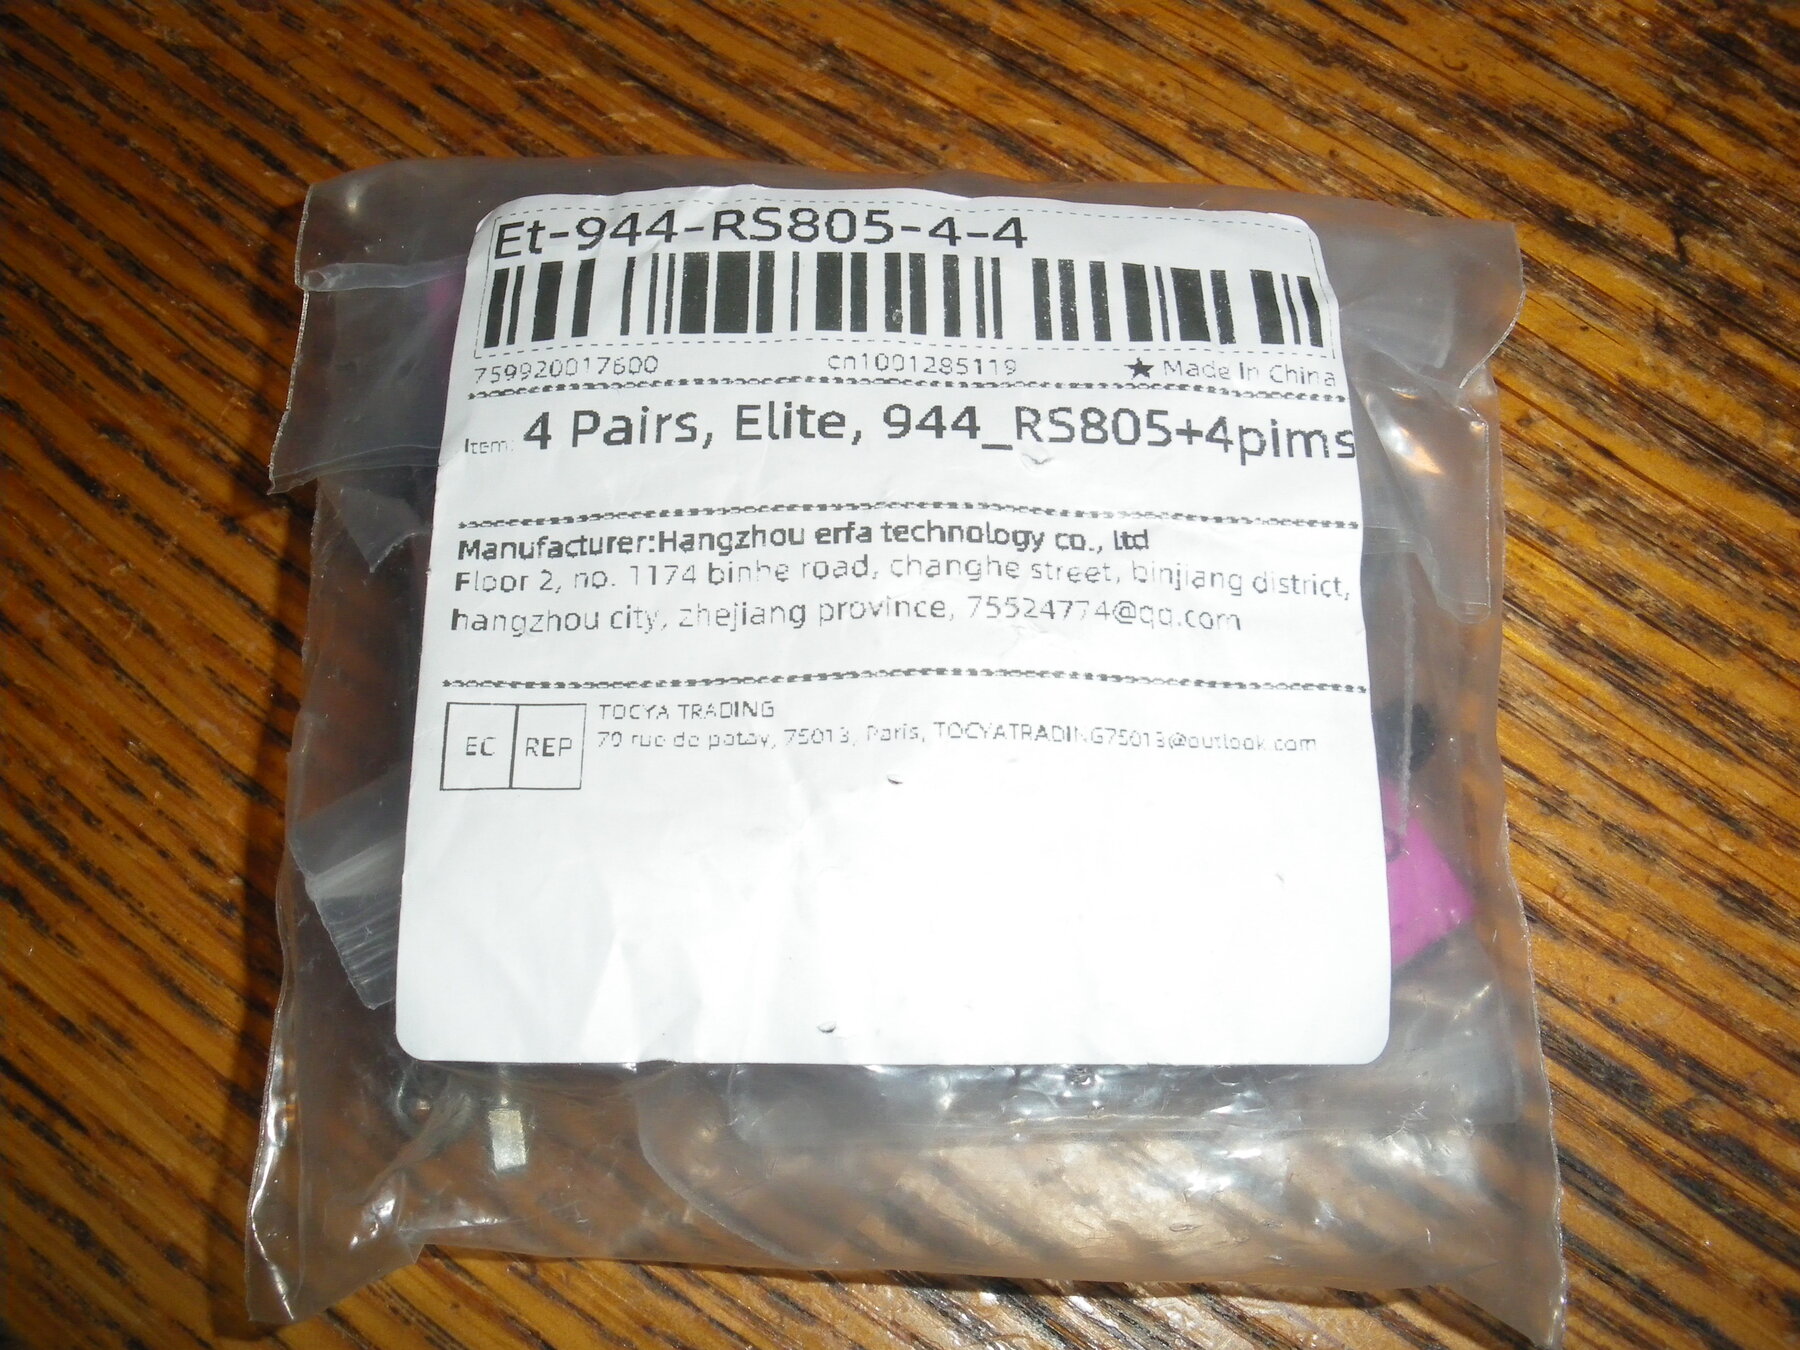 Et-944-RS805-4-4
759920017600 cn1001285119 ★ Made In China
Item: 4 Pairs, Elite, 944_RS805+4pims
Manufacturer:Hangzhou erfa technology co., ltd
Floor 2, no. 1174 binhe road, changhe street, binjiang district,
hangzhou city, zhejiang province, 75524774@qq.com
TOCYA TRADING
EC REP
79 rue de patay, 75013, Paris, TOCYATRADING75013@outlook.com